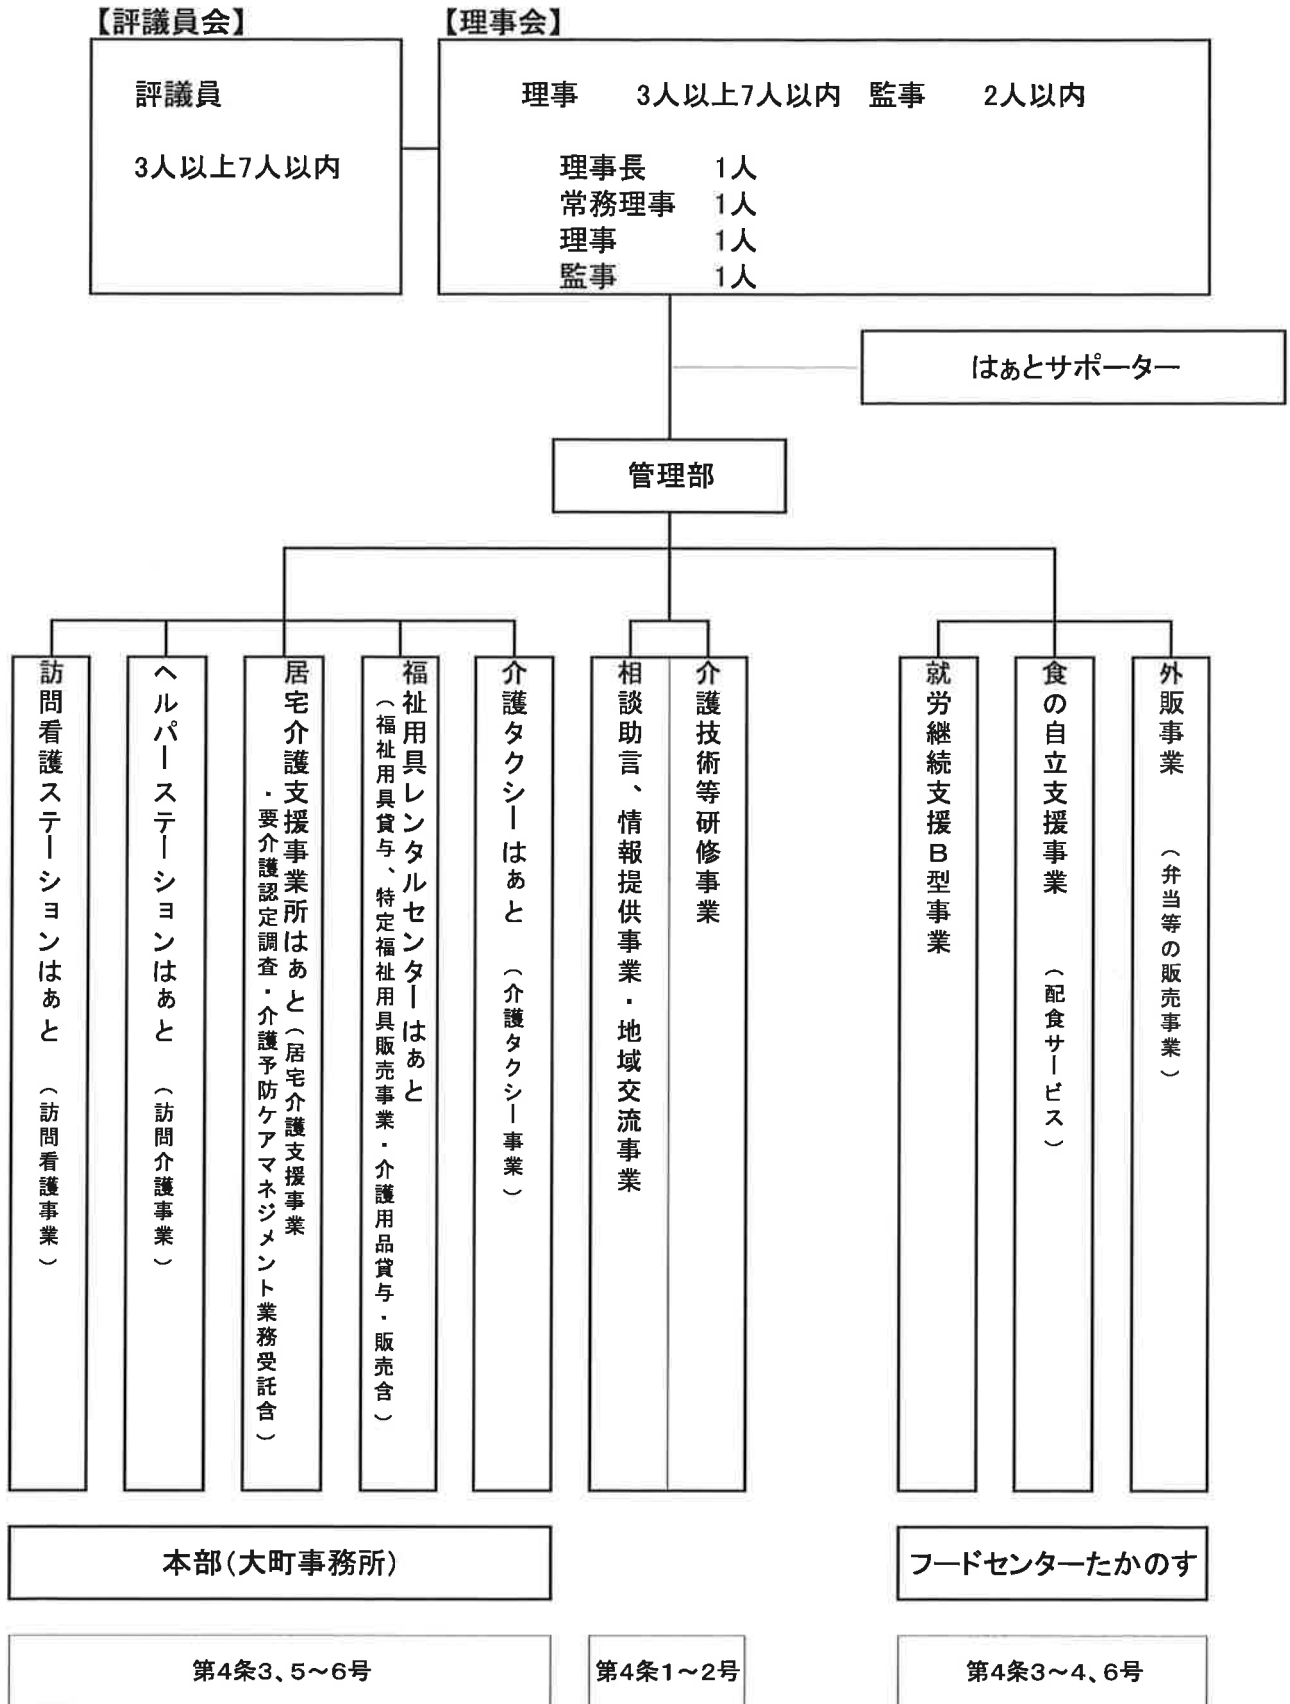 【評議員会】
【理事会】
評議員
3人以上7人以内
理事 3人以上7人以内 監事 2人以内
理事長 1人
常務理事 1人
理事 1人
監事 1人
はぁとサポーター
管理部
訪問看護ステーションはぁと (訪問看護事業)
ヘルパーステーションはぁと (訪問介護事業)
居宅介護支援事業所はぁと(居宅介護支援事業
・要介護認定調査・介護予防ケアマネジメント業務受託含)
福祉用具レンタルセンターはぁと
(福祉用具貸与、特定福祉用具販売事業・介護用品貸与・販売含)
介護タクシーはぁと (介護タクシー事業)
相談助言、情報提供事業・地域交流事業
介護技術等研修事業
就労継続支援B型事業
食の自立支援事業 (配食サービス)
外販事業 (弁当等の販売事業)
本部(大町事務所)
フードセンターたかのす
第4条3、5~6号
第4条1~2号
第4条3~4、6号